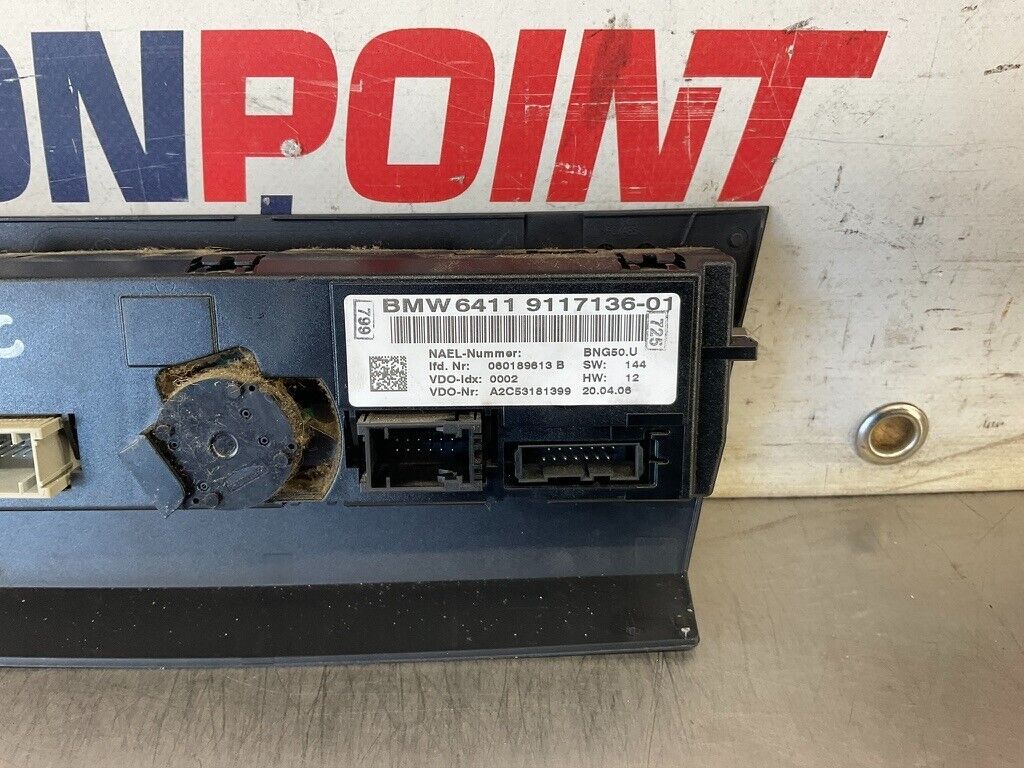 ONPOINT
BMW 6411 9117136-01
799
725
NAEL-Nummer: BNG50.U
lfd. Nr: 060189613 B SW: 144
VDO-Idx: 0002 HW: 12
VDO-Nr: A2C53181399 20.04.06
C